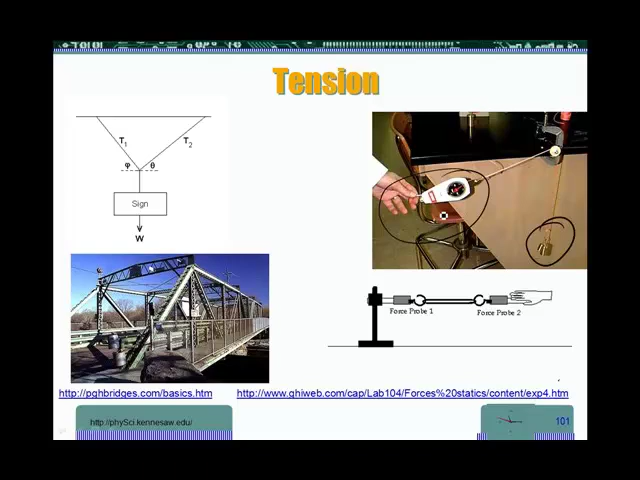 Tension
T1
T2
φ
θ
Sign
W
Force Probe 1
Force Probe 2
http://pghbridges.com/basics.htm
http://www.ghiweb.com/cap/Lab104/Forces%20statics/content/exp4.htm
http://phySci.kennesaw.edu/
101